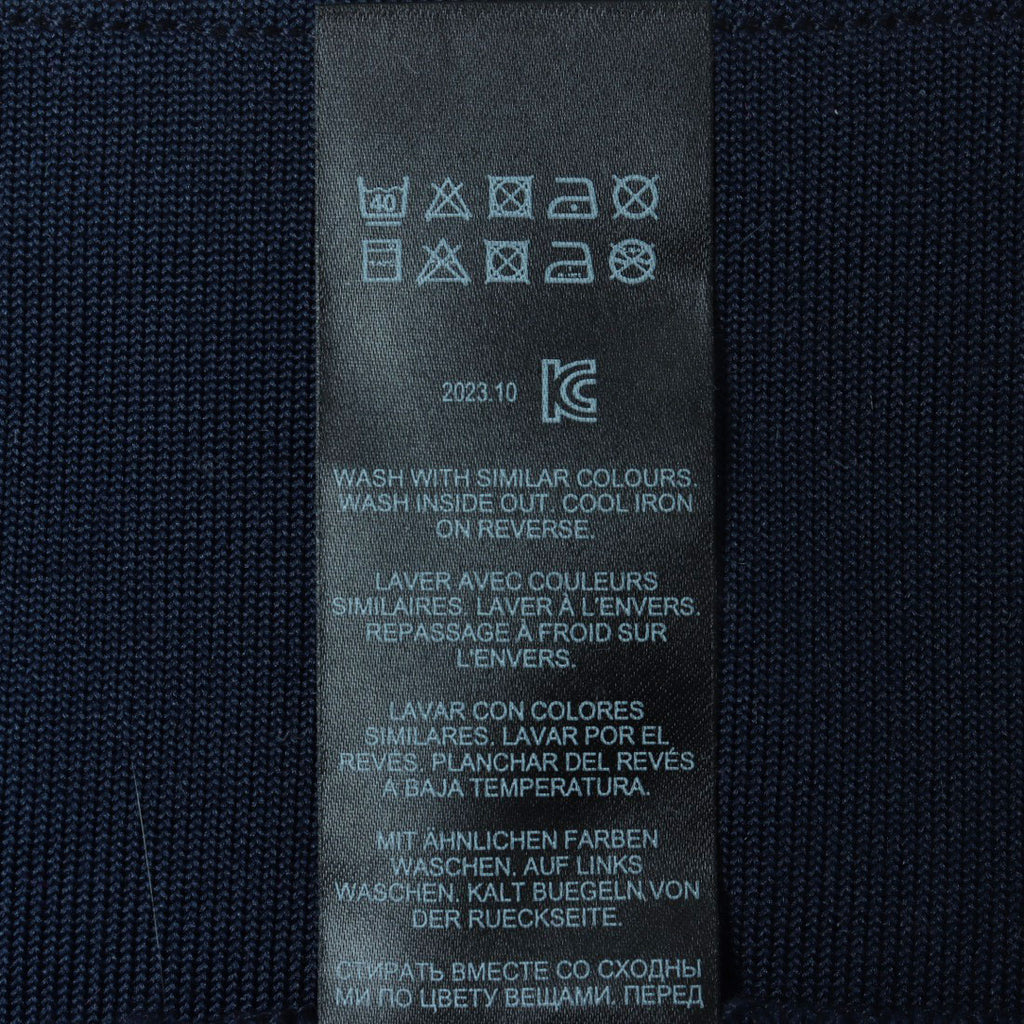 40
2023.10
WASH WITH SIMILAR COLOURS.
WASH INSIDE OUT. COOL IRON
ON REVERSE.
LAVER AVEC COULEURS
SIMILAIRES. LAVER À L'ENVERS.
REPASSAGE À FROID SUR
L'ENVERS.
LAVAR CON COLORES
SIMILARES. LAVAR POR EL
REVÉS. PLANCHAR DEL REVÉS
A BAJA TEMPERATURA.
MIT ÄHNLICHEN FARBEN
WASCHEN. AUF LINKS
WASCHEN. KALT BUEGELN VON
DER RUECKSEITE.
СТИРАТЬ ВМЕСТЕ СО СХОДНЫ
МИ ПО ЦВЕТУ ВЕЩАМИ. ПЕРЕД